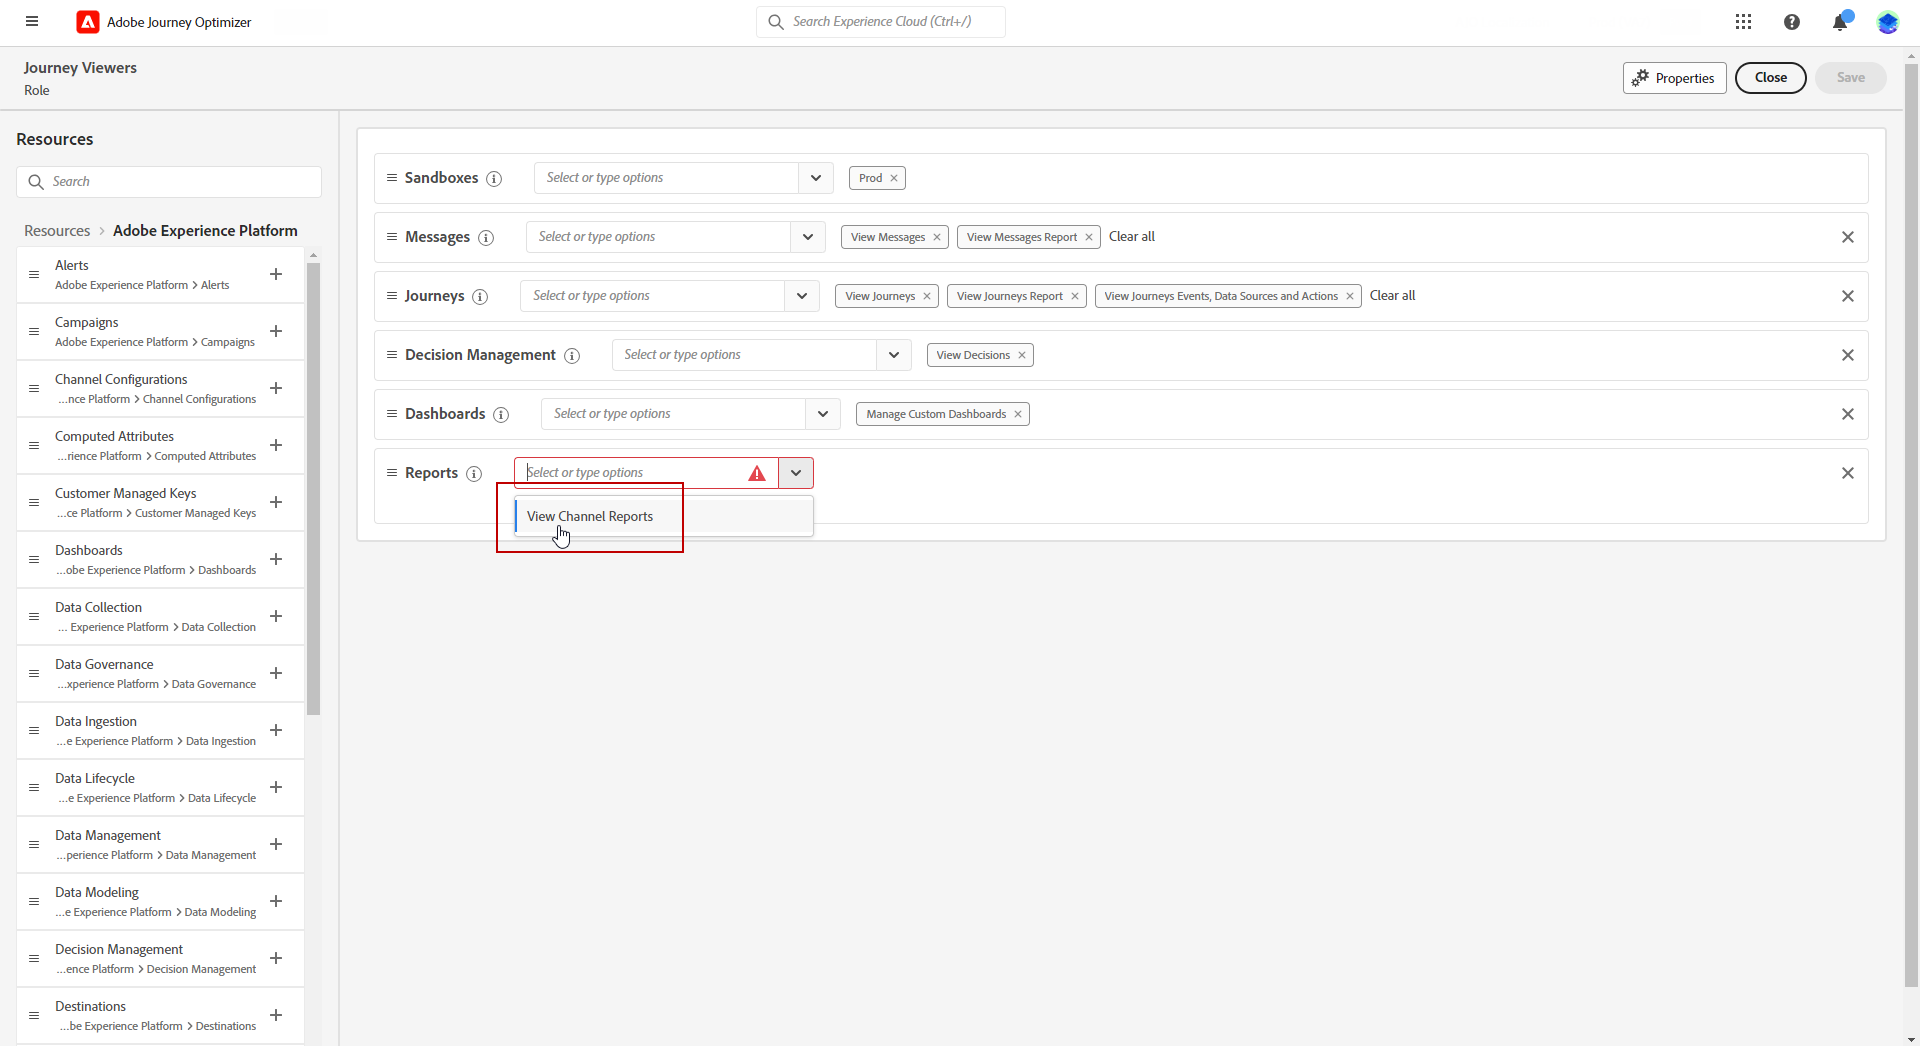 Adobe Journey Optimizer
Search Experience Cloud (Ctrl+/)
Journey Viewers
Role
Properties
Close
Save
Resources
Search
Resources > Adobe Experience Platform
Alerts
Adobe Experience Platform > Alerts
Campaigns
Adobe Experience Platform > Campaigns
Channel Configurations
...nce Platform > Channel Configurations
Computed Attributes
...rience Platform > Computed Attributes
Customer Managed Keys
...ce Platform > Customer Managed Keys
Dashboards
...obe Experience Platform > Dashboards
Data Collection
... Experience Platform > Data Collection
Data Governance
...xperience Platform > Data Governance
Data Ingestion
...e Experience Platform > Data Ingestion
Data Lifecycle
...e Experience Platform > Data Lifecycle
Data Management
...perience Platform > Data Management
Data Modeling
...e Experience Platform > Data Modeling
Decision Management
...ence Platform > Decision Management
Destinations
...be Experience Platform > Destinations
Sandboxes Select or type options Prod
Messages Select or type options View Messages View Messages Report Clear all
Journeys Select or type options View Journeys View Journeys Report View Journeys Events, Data Sources and Actions Clear all
Decision Management Select or type options View Decisions
Dashboards Select or type options Manage Custom Dashboards
Reports Select or type options
View Channel Reports